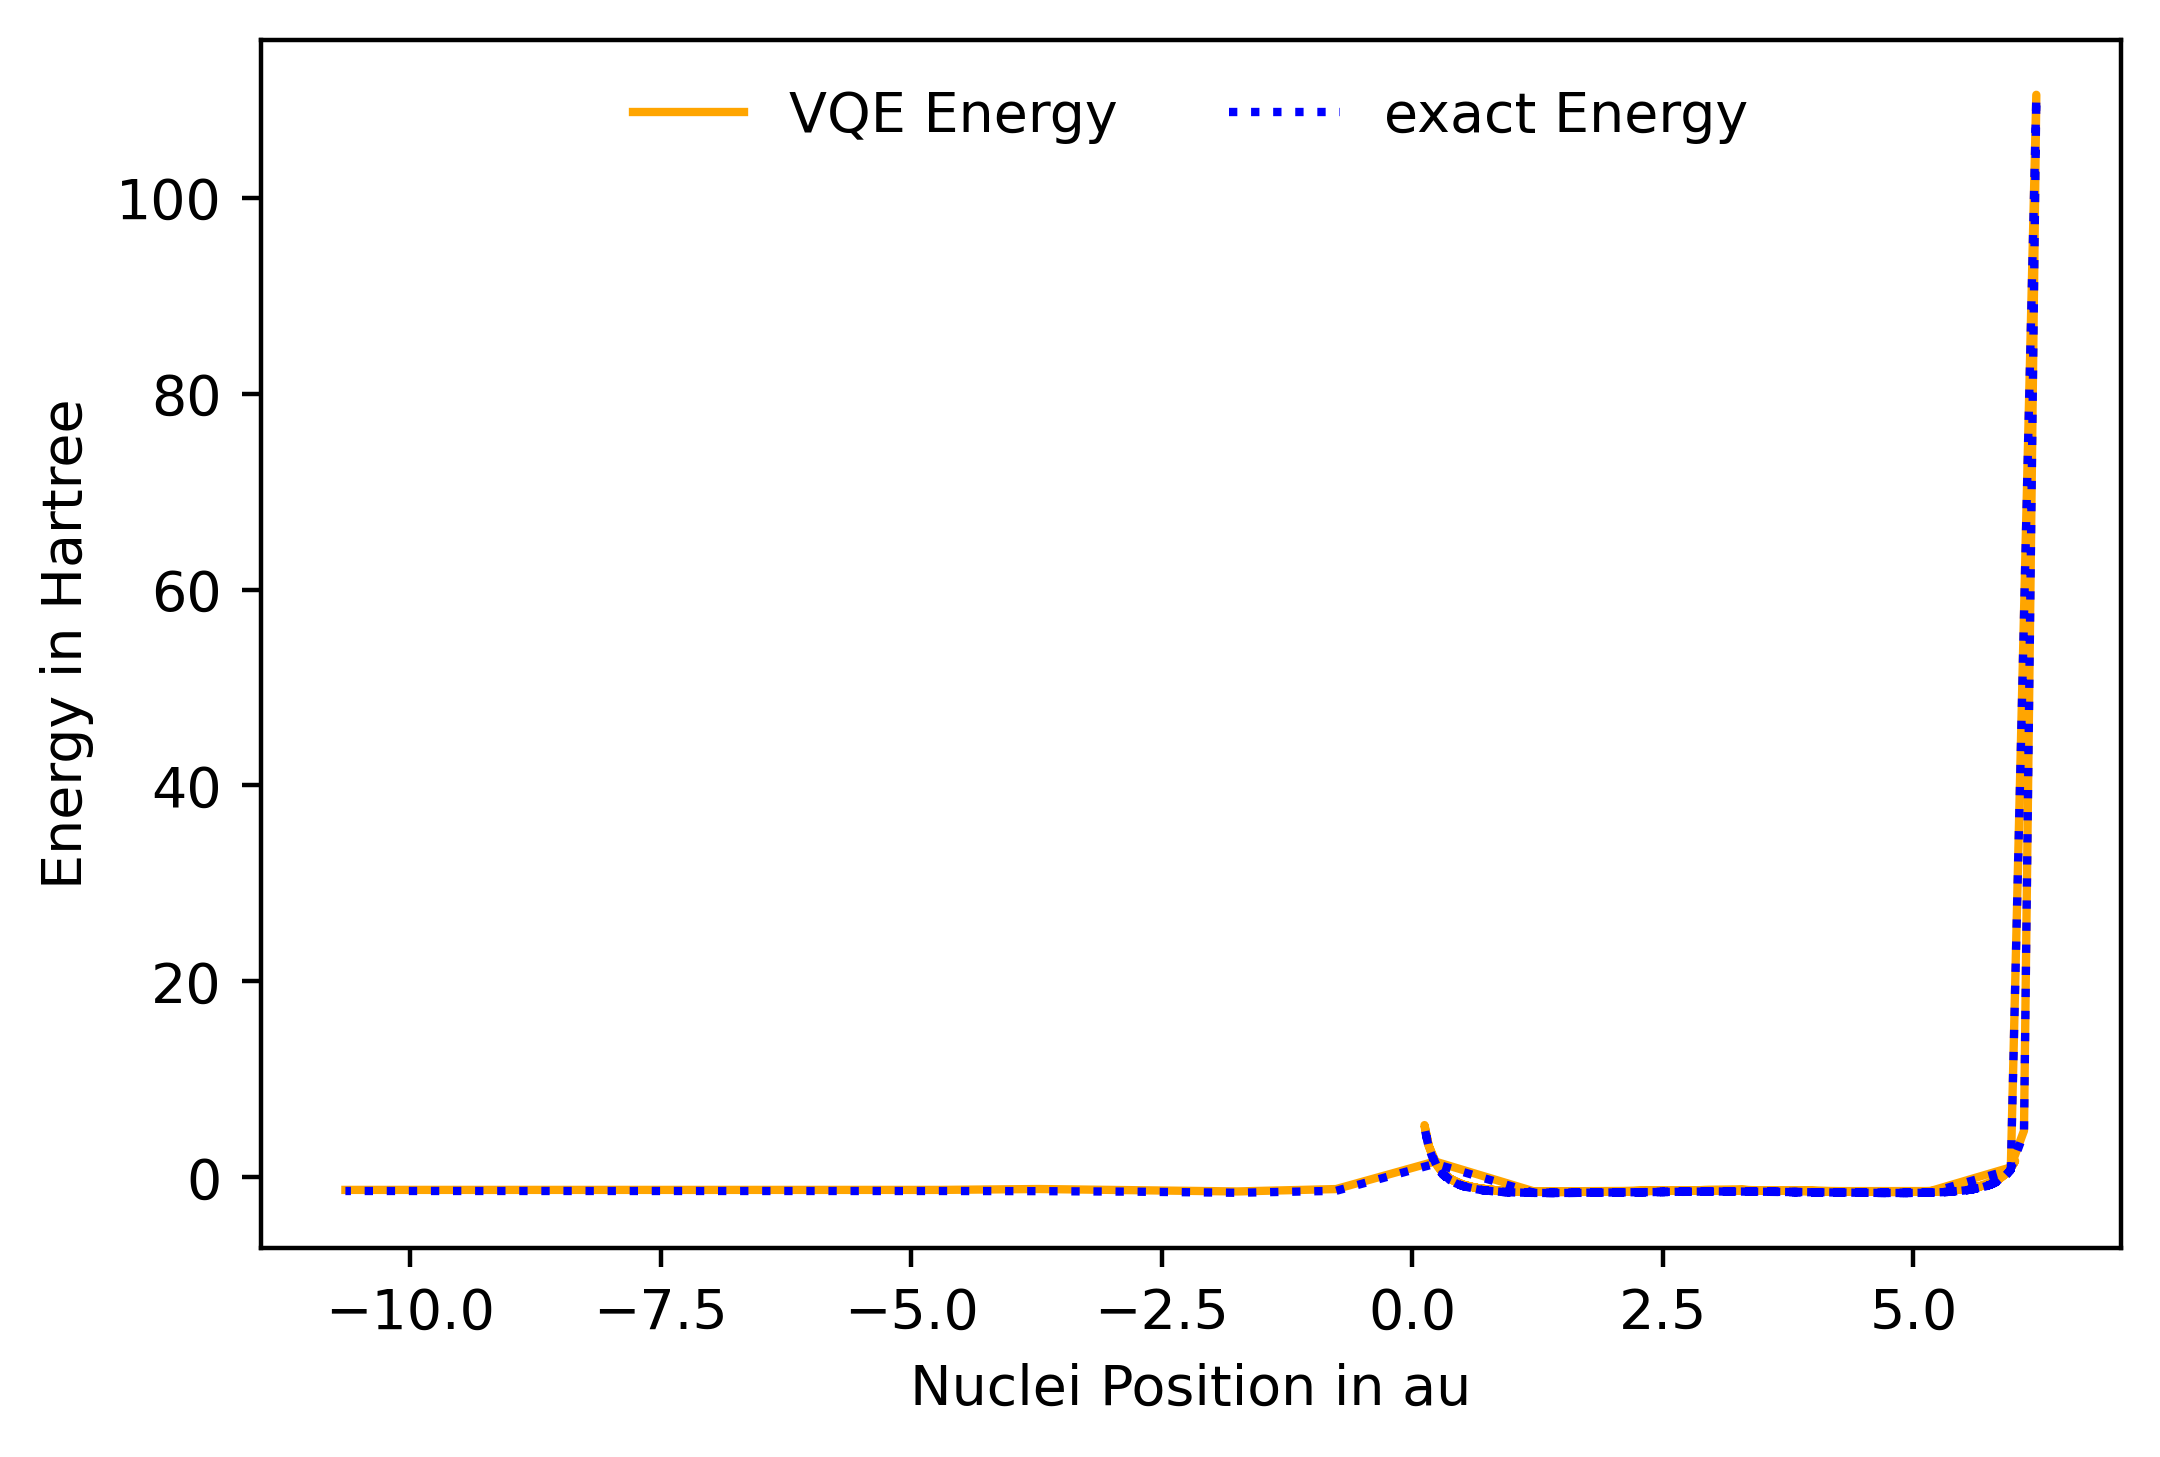 VQE Energy exact Energy
100
80
60
40
20
0
Energy in Hartree
−10.0 −7.5 −5.0 −2.5 0.0 2.5 5.0
Nuclei Position in au